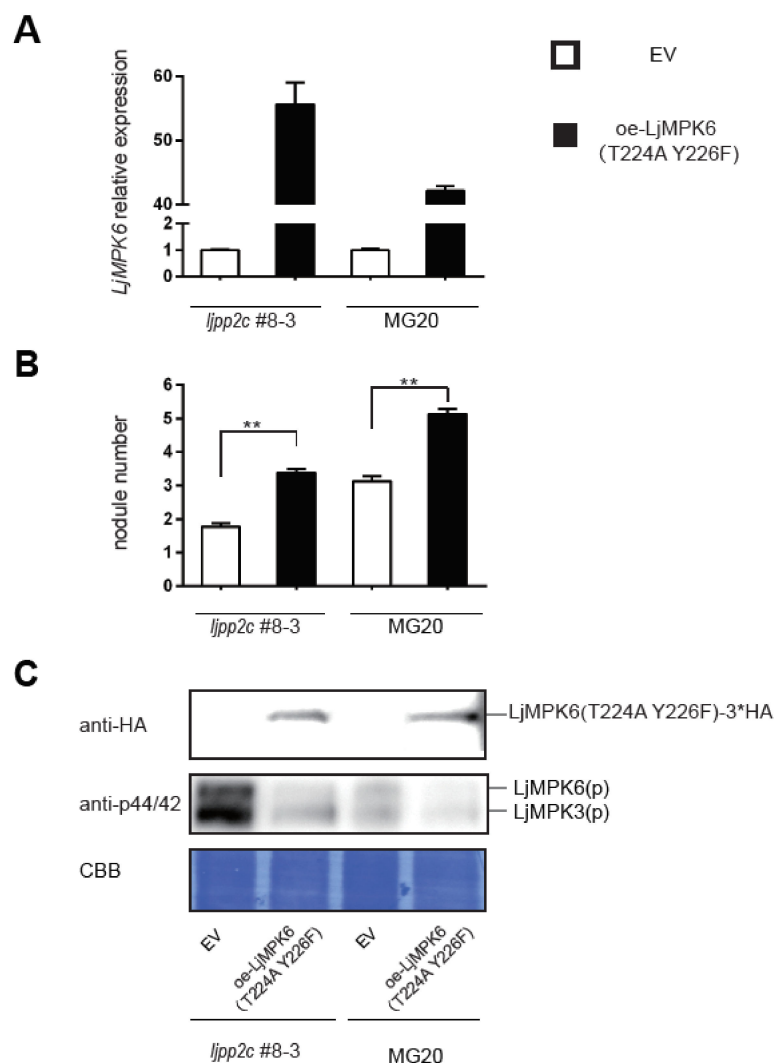 A
EV
oe-LjMPK6
(T224A Y226F)
LjMPK6 relative expression
60
50
40
2
1
0
ljpp2c #8-3
MG20
B
nodule number
6
5
4
3
2
1
0
**
**
ljpp2c #8-3
MG20
C
anti-HA
LjMPK6(T224A Y226F)-3*HA
anti-p44/42
LjMPK6(p)
LjMPK3(p)
CBB
EV
oe-LjMPK6
(T224A Y226F)
EV
oe-LjMPK6
(T224A Y226F)
ljpp2c #8-3
MG20